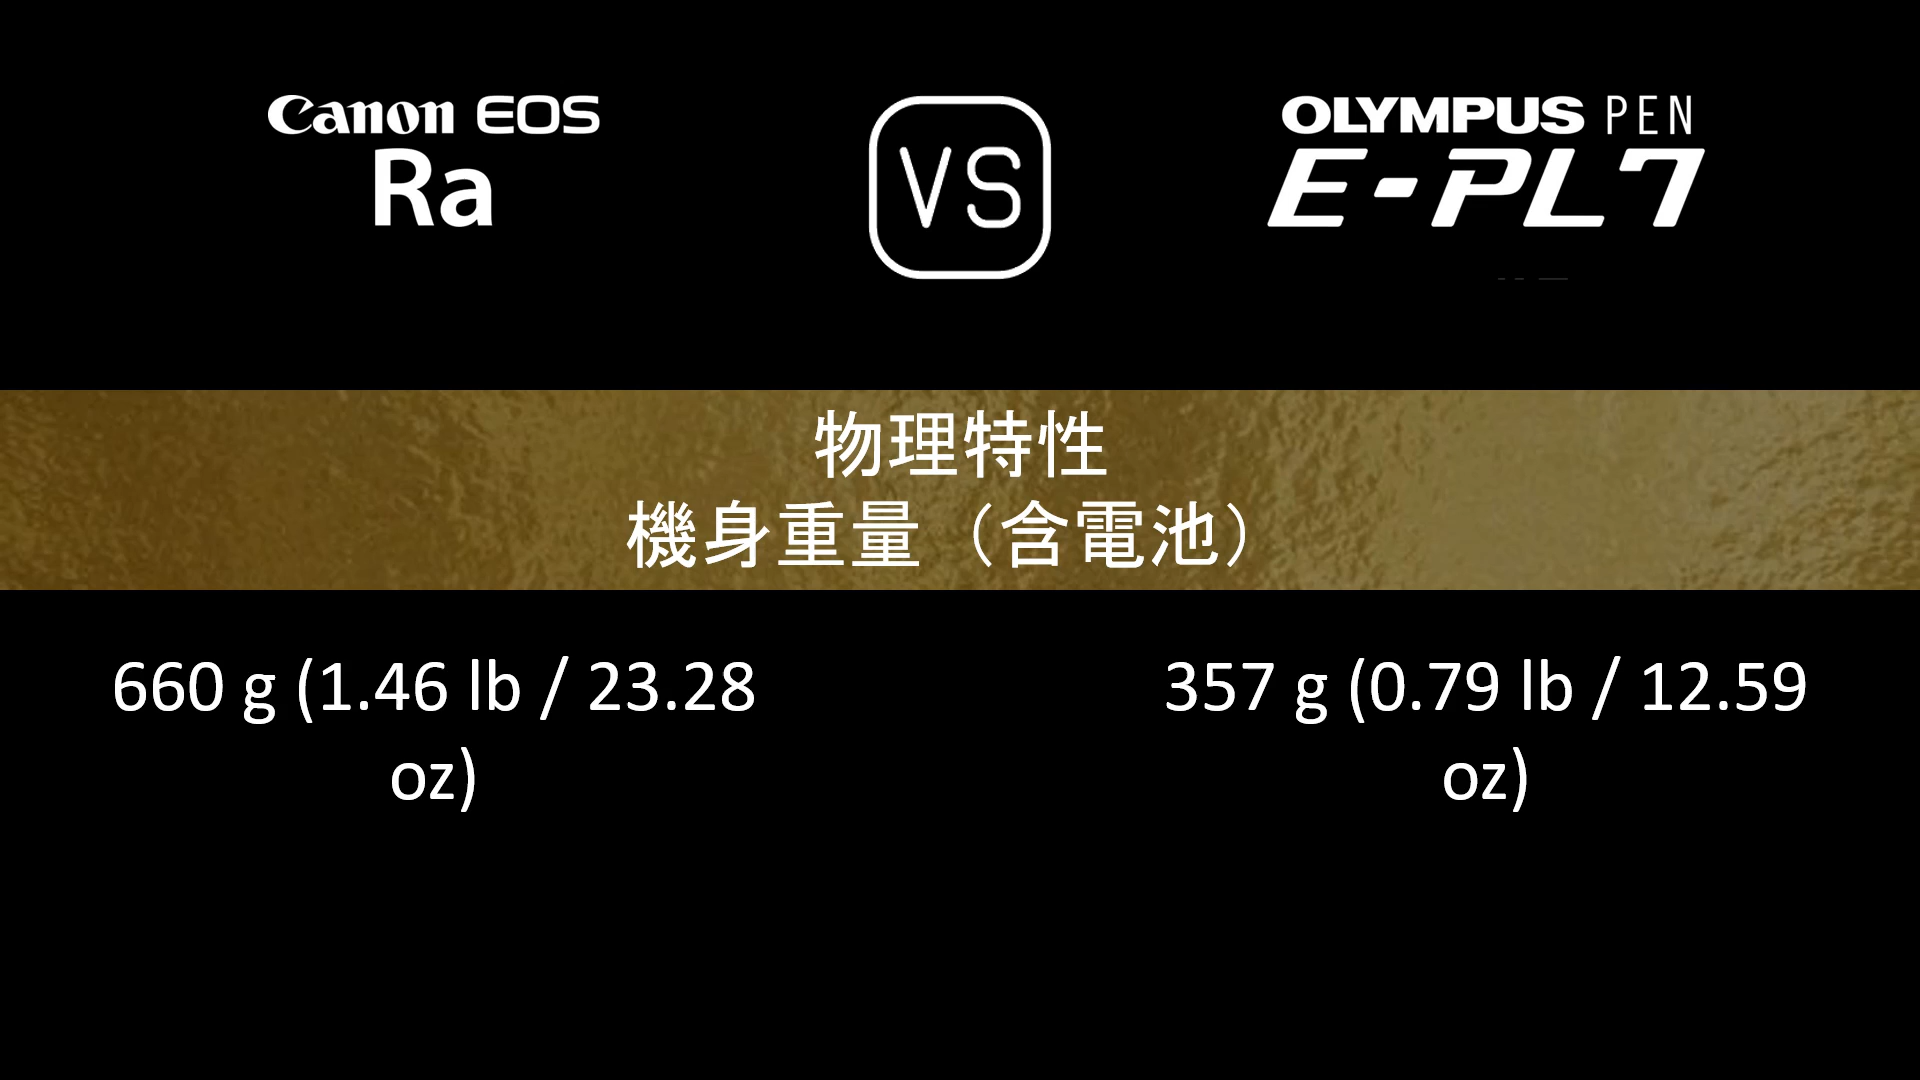 Canon EOS
Ra
VS
OLYMPUS PEN
E-PL7
物理特性
機身重量（含電池）
660 g (1.46 lb / 23.28
oz)
357 g (0.79 lb / 12.59
oz)